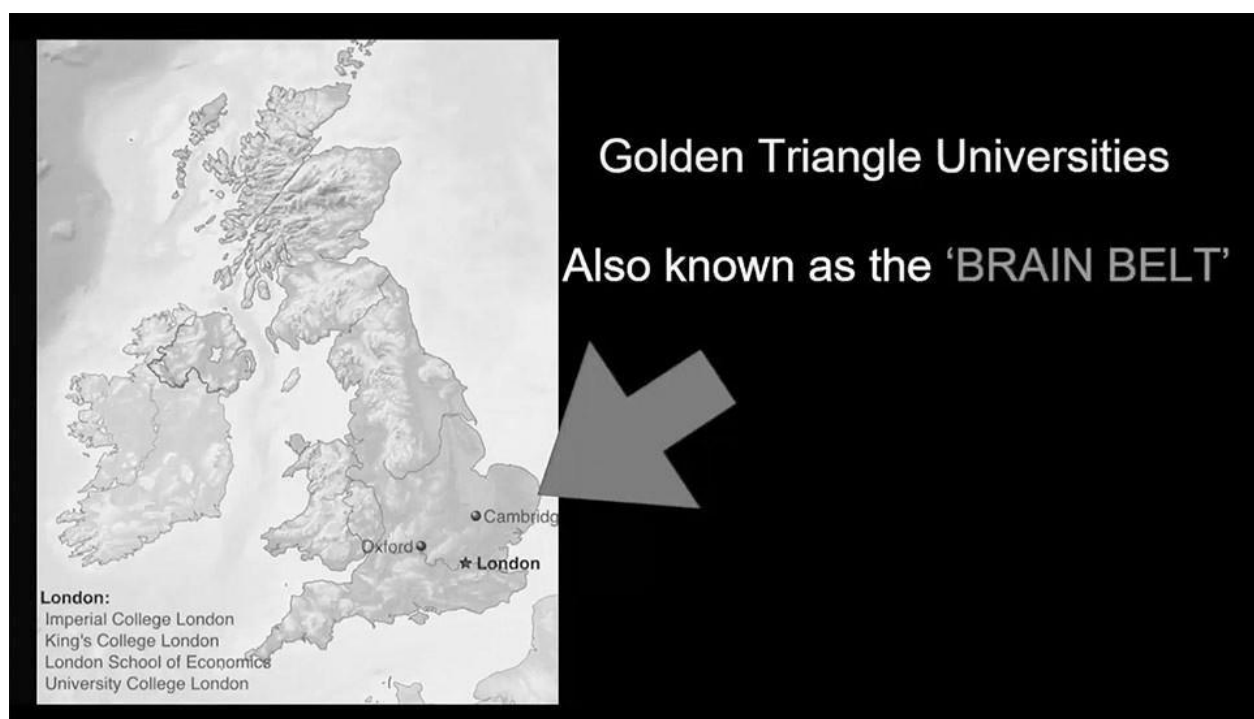 Golden Triangle Universities
Also known as the ‘BRAIN BELT’
Cambridg
Oxford
London
London:
Imperial College London
King's College London
London School of Economics
University College London